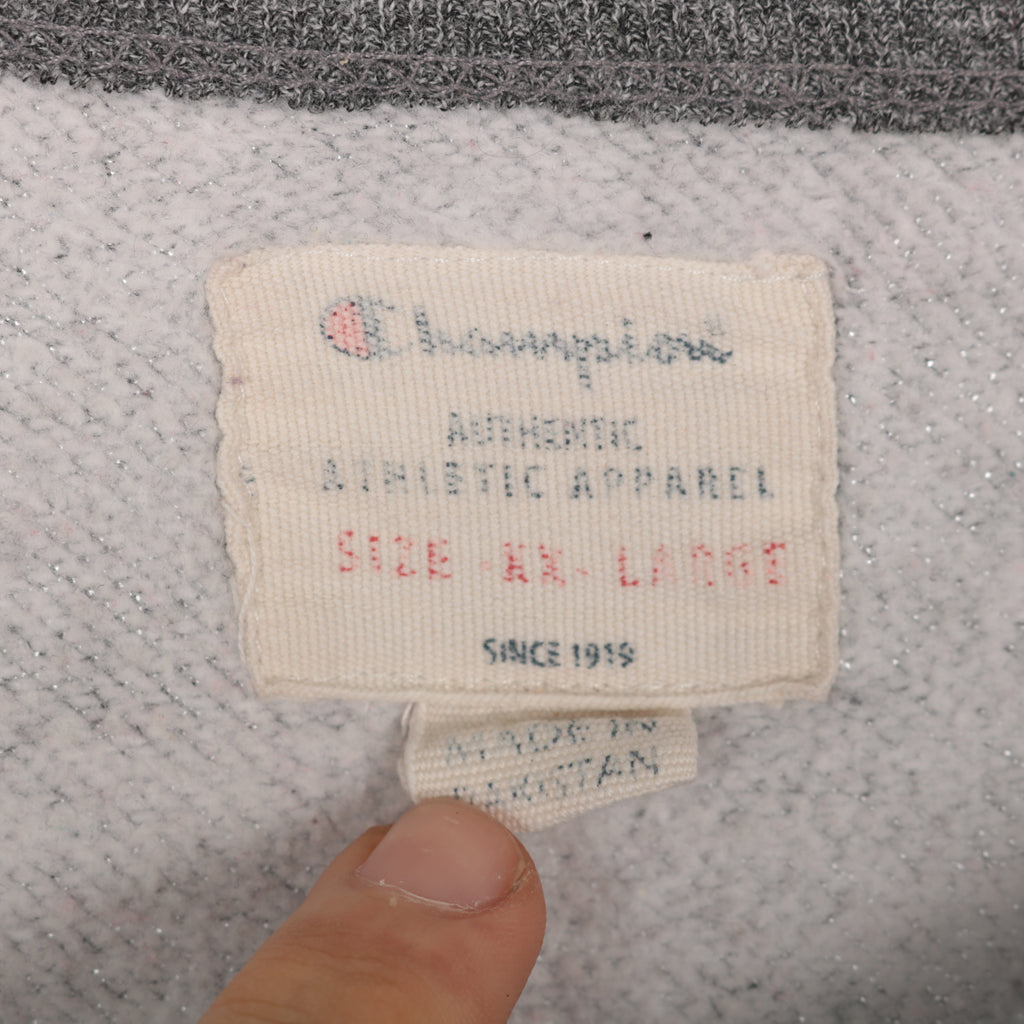 Champion
AUTHENTIC
ATHLETIC APPAREL
SIZE -XX- LARGE
SINCE 1919
MADE IN
PAKISTAN